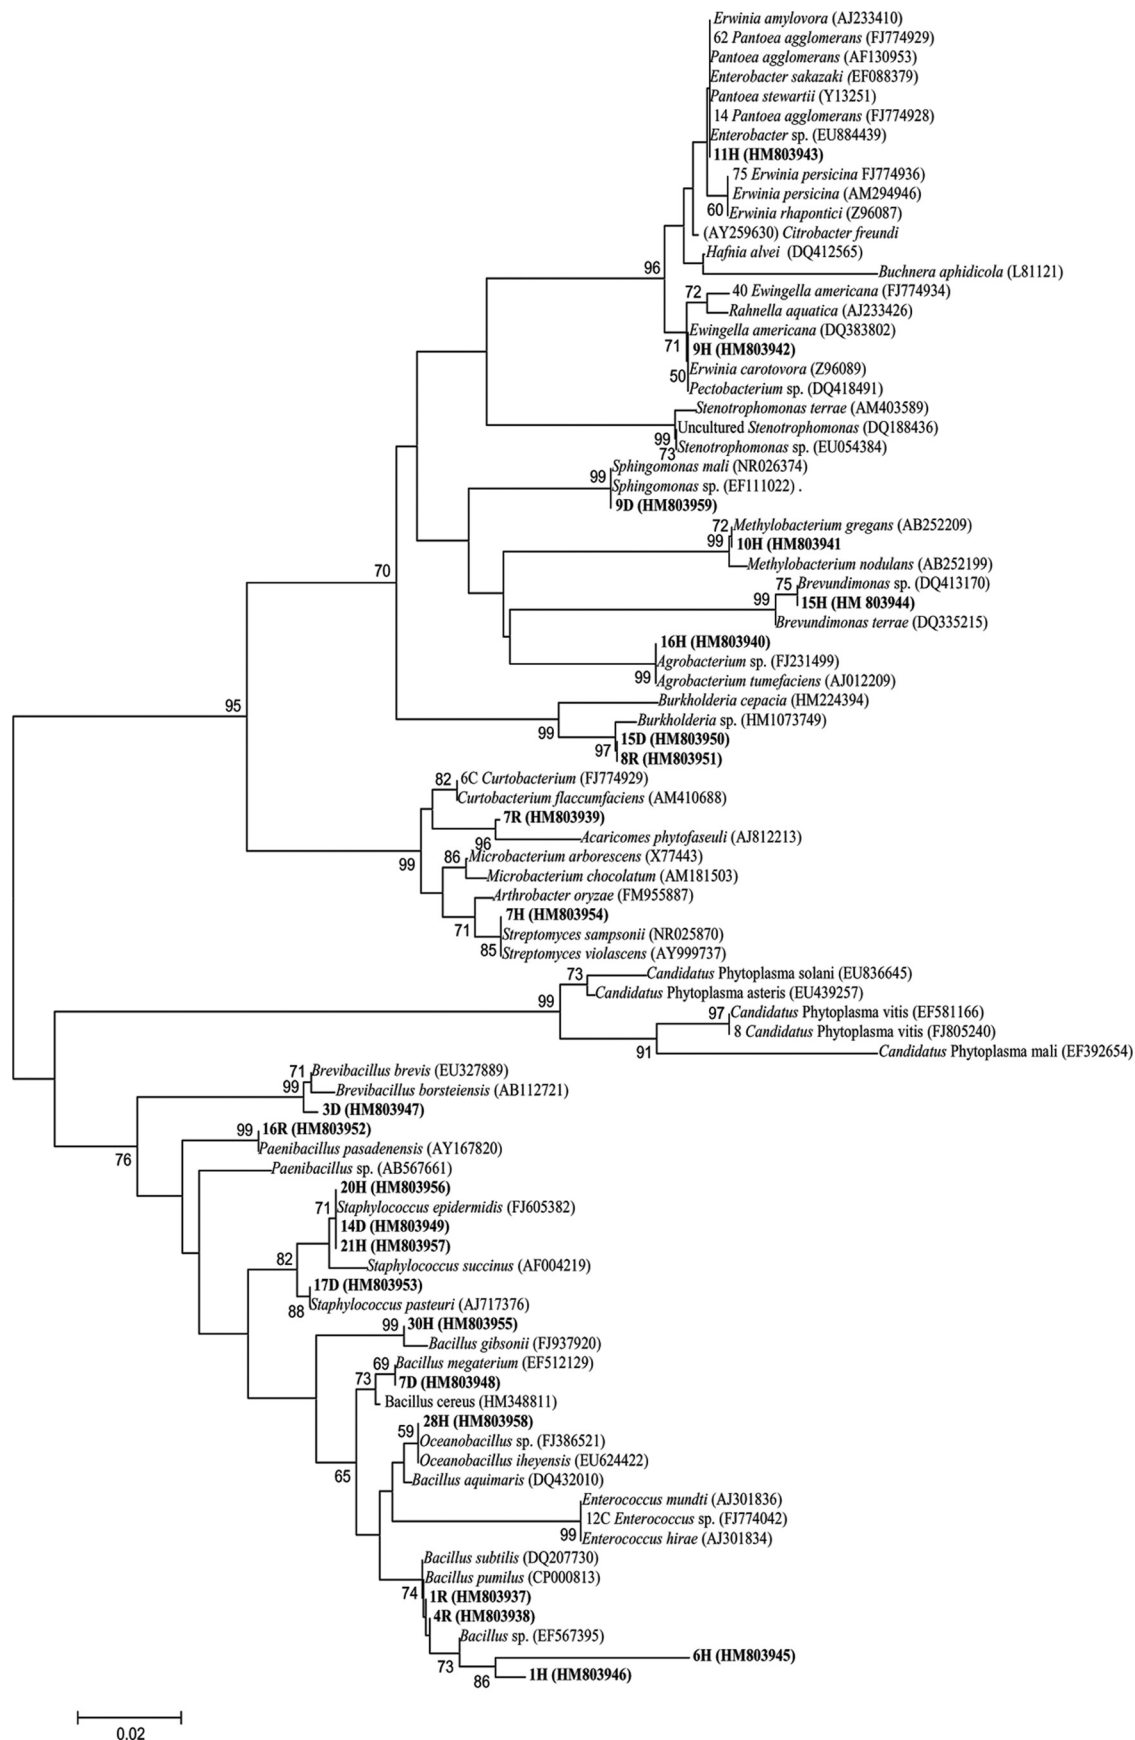 Erwinia amylovora (AJ233410)
62 Pantoea agglomerans (FJ774929)
Pantoea agglomerans (AF130953)
Enterobacter sakazaki (EF088379)
Pantoea stewartii (Y13251)
14 Pantoea agglomerans (FJ774928)
Enterobacter sp. (EU884439)
11H (HM803943)
75 Erwinia persicina FJ774936)
Erwinia persicina (AM294946)
60 Erwinia rhapontici (Z96087)
(AY259630) Citrobacter freundi
Hafnia alvei (DQ412565)
96 Buchnera aphidicola (L81121)
72 40 Ewingella americana (FJ774934)
Rahnella aquatica (AJ233426)
Ewingella americana (DQ383802)
71 9H (HM803942)
50 Erwinia carotovora (Z96089)
Pectobacterium sp. (DQ418491)
Stenotrophomonas terrae (AM403589)
Uncultured Stenotrophomonas (DQ188436)
99
73 Stenotrophomonas sp. (EU054384)
Sphingomonas mali (NR026374)
99 Sphingomonas sp. (EF111022) .
9D (HM803959)
72 Methylobacterium gregans (AB252209)
99 10H (HM803941
Methylobacterium nodulans (AB252199)
70 75 Brevundimonas sp. (DQ413170)
99 15H (HM 803944)
Brevundimonas terrae (DQ335215)
16H (HM803940)
Agrobacterium sp. (FJ231499)
99 Agrobacterium tumefaciens (AJ012209)
95 Burkholderia cepacia (HM224394)
Burkholderia sp. (HM1073749)
99 15D (HM803950)
97 8R (HM803951)
82 6C Curtobacterium (FJ774929)
Curtobacterium flaccumfaciens (AM410688)
7R (HM803939)
96 Acaricomes phytofaseuli (AJ812213)
99 86 Microbacterium arborescens (X77443)
Microbacterium chocolatum (AM181503)
Arthrobacter oryzae (FM955887)
7H (HM803954)
71 Streptomyces sampsonii (NR025870)
85 Streptomyces violascens (AY999737)
73 Candidatus Phytoplasma solani (EU836645)
99 Candidatus Phytoplasma asteris (EU439257)
97 Candidatus Phytoplasma vitis (EF581166)
8 Candidatus Phytoplasma vitis (FJ805240)
91 Candidatus Phytoplasma mali (EF392654)
71 Brevibacillus brevis (EU327889)
99 Brevibacillus borsteiensis (AB112721)
3D (HM803947)
99 16R (HM803952)
76 Paenibacillus pasadenensis (AY167820)
Paenibacillus sp. (AB567661)
20H (HM803956)
71 Staphylococcus epidermidis (FJ605382)
14D (HM803949)
21H (HM803957)
82 Staphylococcus succinus (AF004219)
17D (HM803953)
88 Staphylococcus pasteuri (AJ717376)
99 30H (HM803955)
Bacillus gibsonii (FJ937920)
69 Bacillus megaterium (EF512129)
73 7D (HM803948)
Bacillus cereus (HM348811)
28H (HM803958)
59 Oceanobacillus sp. (FJ386521)
Oceanobacillus iheyensis (EU624422)
65 Bacillus aquimaris (DQ432010)
Enterococcus mundti (AJ301836)
12C Enterococcus sp. (FJ774042)
99 Enterococcus hirae (AJ301834)
Bacillus subtilis (DQ207730)
Bacillus pumilus (CP000813)
74 1R (HM803937)
4R (HM803938)
Bacillus sp. (EF567395)
73 6H (HM803945)
86 1H (HM803946)
0.02